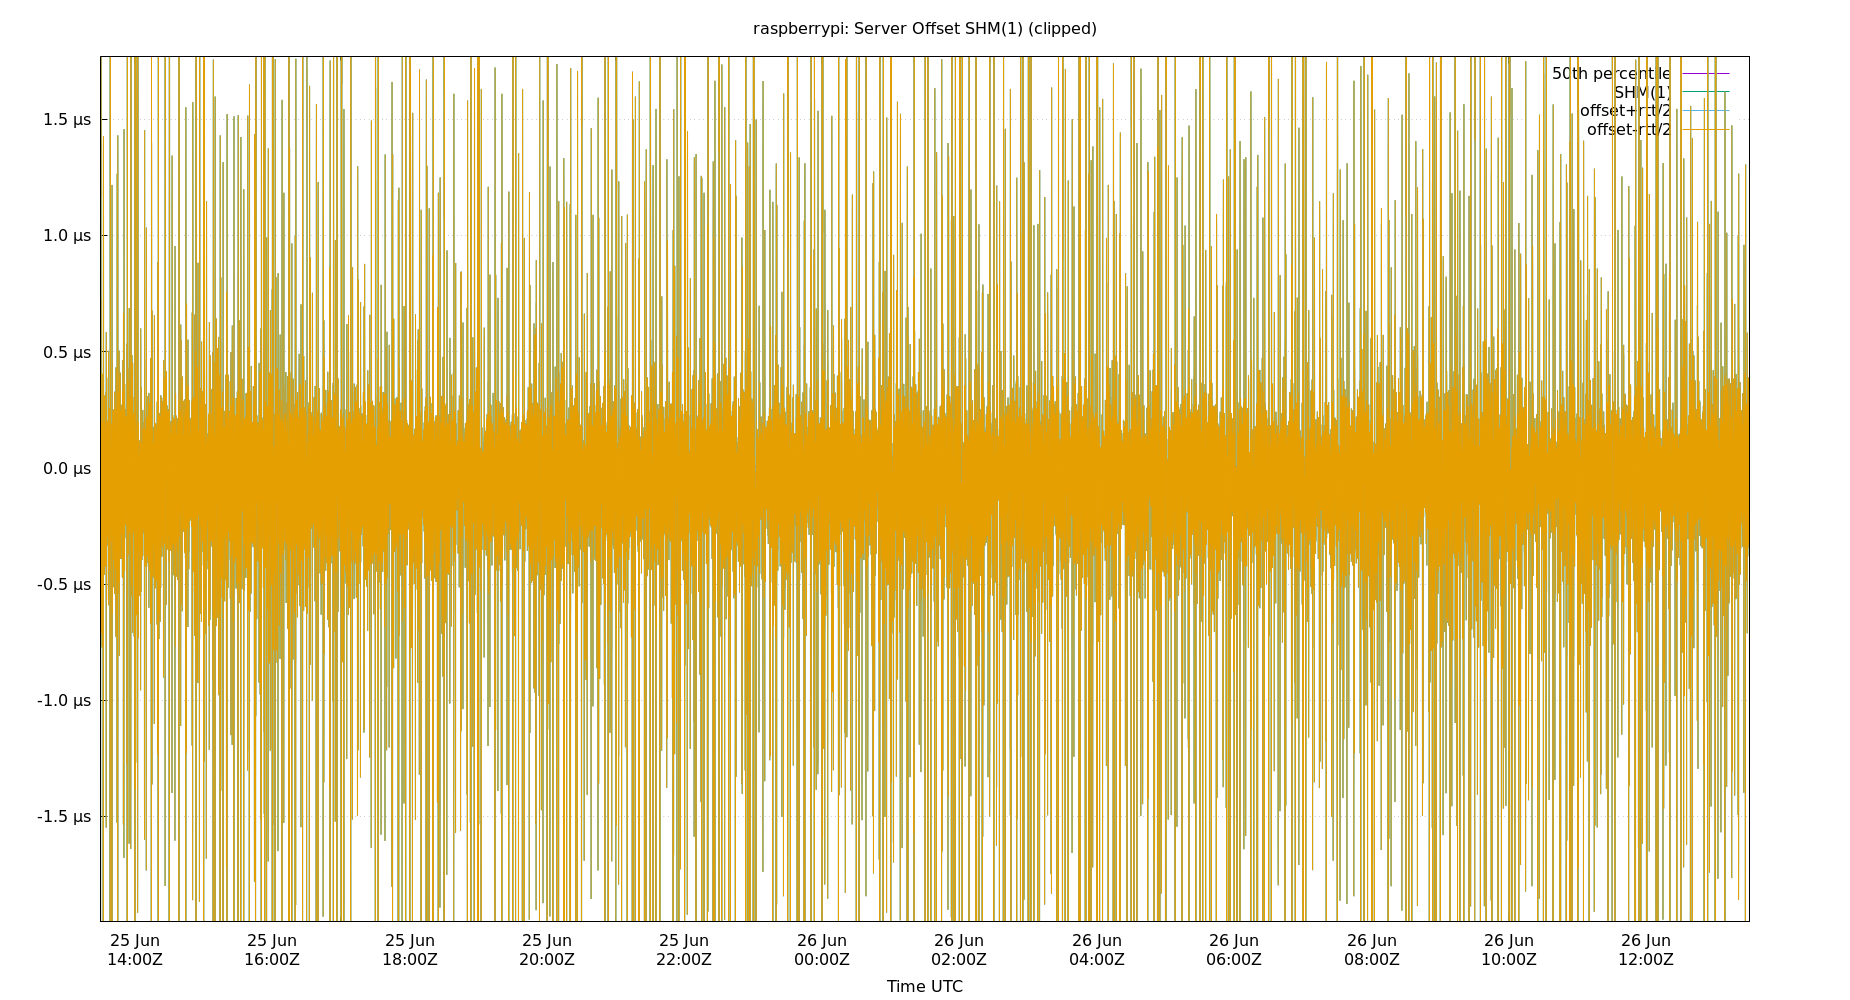 raspberrypi: Server Offset SHM(1) (clipped)
50th percentile
SHM(1)
offset+rtt/2
offset-rtt/2
1.5 µs
1.0 µs
0.5 µs
0.0 µs
-0.5 µs
-1.0 µs
-1.5 µs
25 Jun 25 Jun 25 Jun 25 Jun 25 Jun 26 Jun 26 Jun 26 Jun 26 Jun 26 Jun 26 Jun 26 Jun
14:00Z 16:00Z 18:00Z 20:00Z 22:00Z 00:00Z 02:00Z 04:00Z 06:00Z 08:00Z 10:00Z 12:00Z
Time UTC